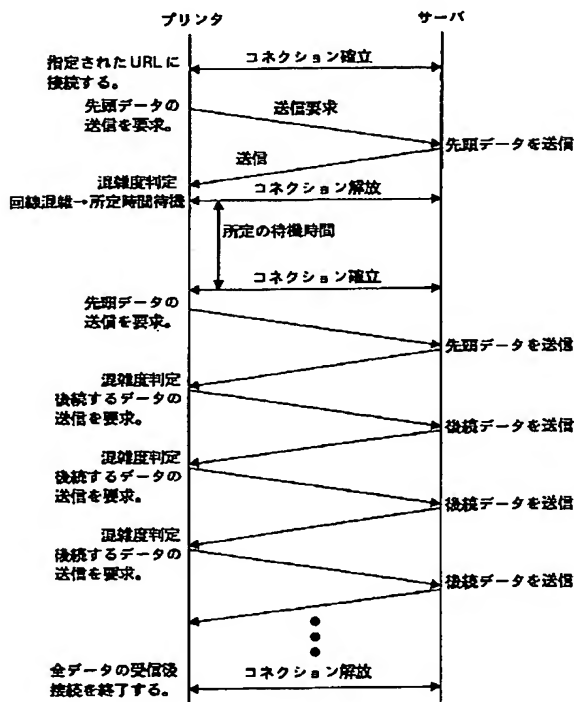 プリンタ
サーバ
指定されたURLに
接続する。
コネクション確立
先頭データの
送信を要求。
送信要求
先頭データを送信
送信
混雑度判定
回線混雑→所定時間待機
コネクション解放
所定の待機時間
コネクション確立
先頭データの
送信を要求。
先頭データを送信
混雑度判定
後続するデータの
送信を要求。
後続データを送信
混雑度判定
後続するデータの
送信を要求。
後続データを送信
混雑度判定
後続するデータの
送信を要求。
後続データを送信
全データの受信後
接続を終了する。
コネクション解放